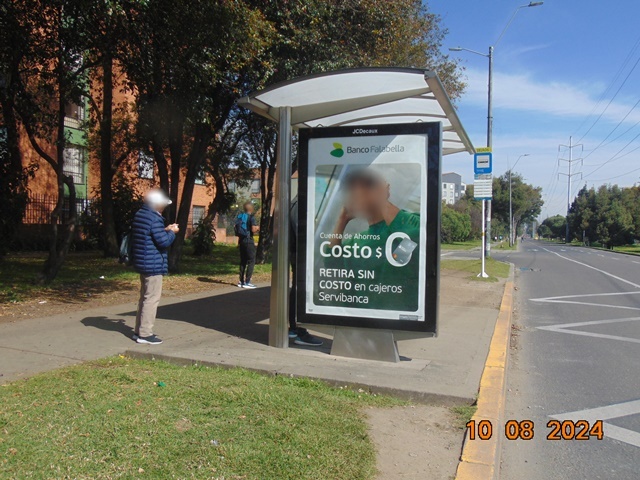 JCDecaux
Banco Falabella
Cuenta de Ahorros
Costo $0
RETIRA SIN
COSTO en cajeros
Servibanca
10 08 2024